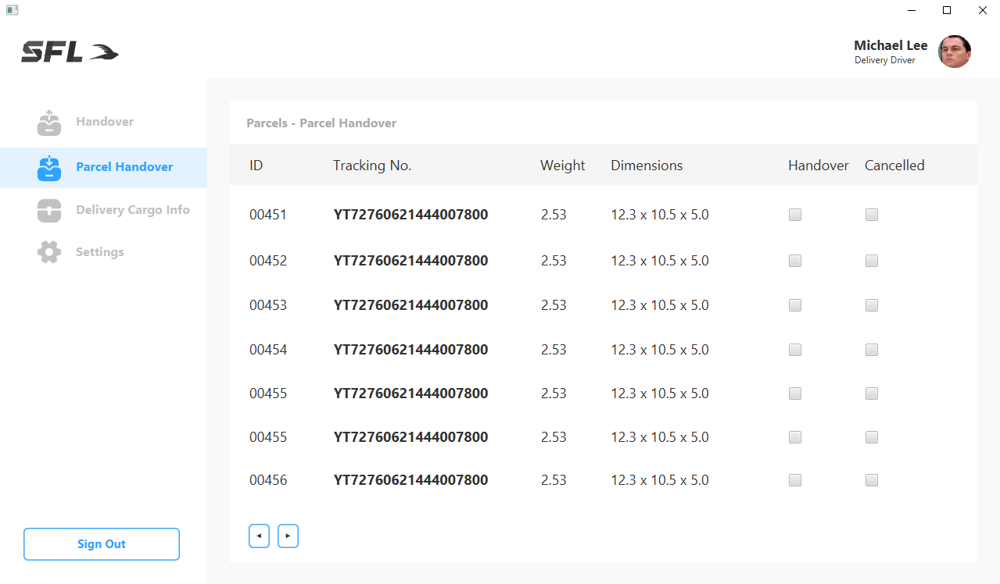 SFL
Michael Lee
Delivery Driver
Handover
Parcel Handover
Delivery Cargo Info
Settings
Sign Out
Parcels - Parcel Handover
ID Tracking No. Weight Dimensions Handover Cancelled
00451 YT72760621444007800 2.53 12.3 x 10.5 x 5.0
00452 YT72760621444007800 2.53 12.3 x 10.5 x 5.0
00453 YT72760621444007800 2.53 12.3 x 10.5 x 5.0
00454 YT72760621444007800 2.53 12.3 x 10.5 x 5.0
00455 YT72760621444007800 2.53 12.3 x 10.5 x 5.0
00455 YT72760621444007800 2.53 12.3 x 10.5 x 5.0
00456 YT72760621444007800 2.53 12.3 x 10.5 x 5.0